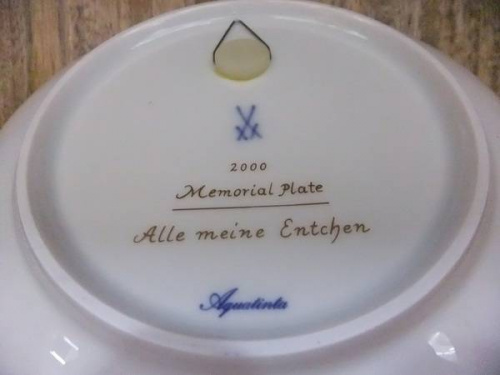 2000
Memorial Plate
Alle meine Entchen
Aquatinta